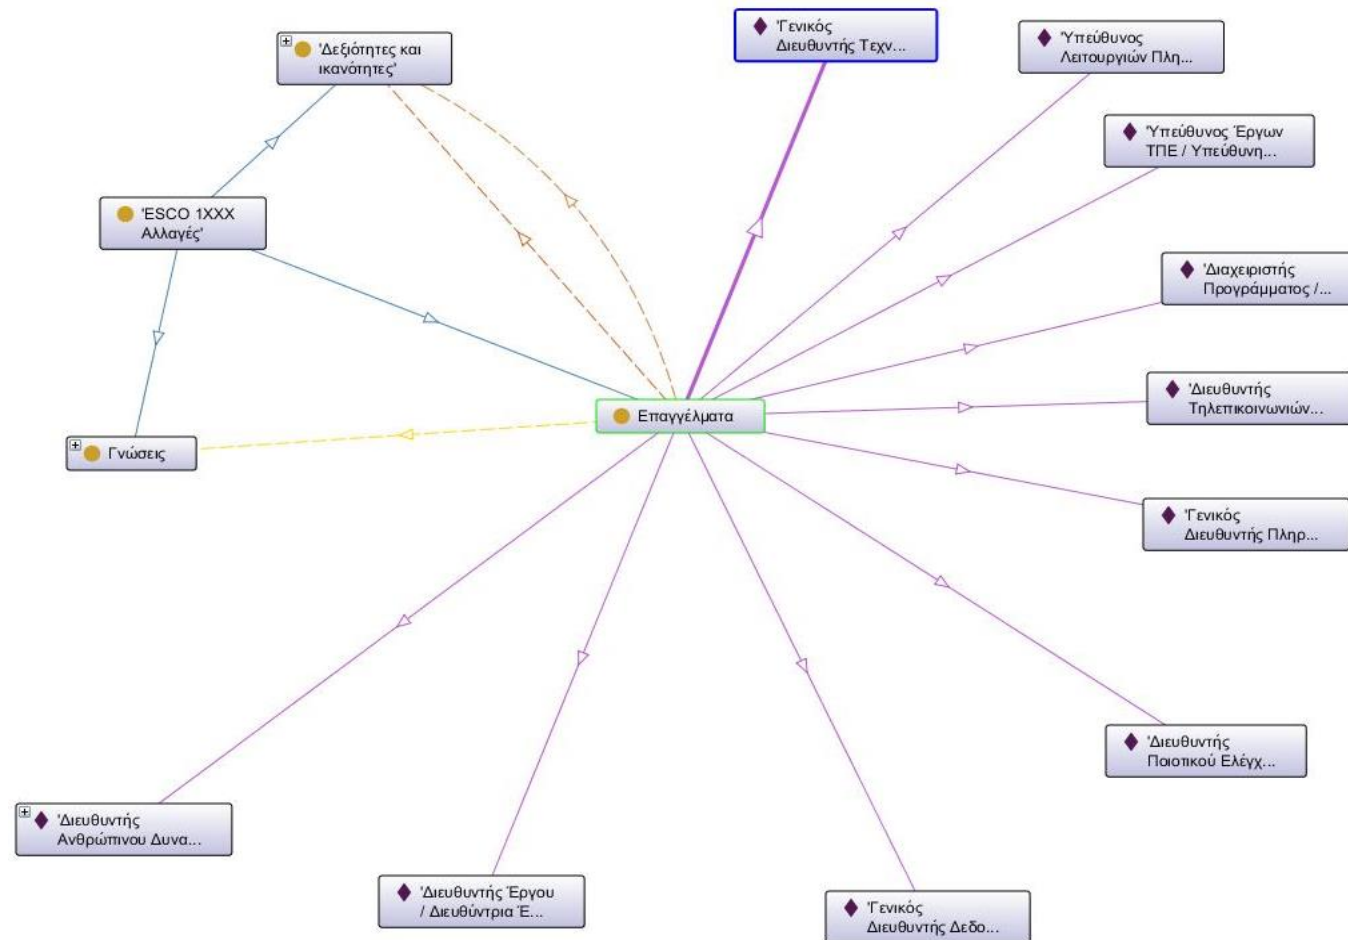 'Γενικός
Διευθυντής Τεχν...
'Υπεύθυνος
Λειτουργιών Πλη...
'Δεξιότητες και
ικανότητες'
'Υπεύθυνος Έργων
ΤΠΕ / Υπεύθυνη...
'ESCO 1XXX
Αλλαγές'
'Διαχειριστής
Προγράμματος /...
'Διευθυντής
Τηλεπικοινωνιών...
Επαγγέλματα
Γνώσεις
'Γενικός
Διευθυντής Πληρ...
'Διευθυντής
Ποιοτικού Ελέγχ...
'Διευθυντής
Ανθρώπινου Δυνα...
'Διευθυντής Έργου
/ Διευθύντρια Έ...
'Γενικός
Διευθυντής Δεδο...